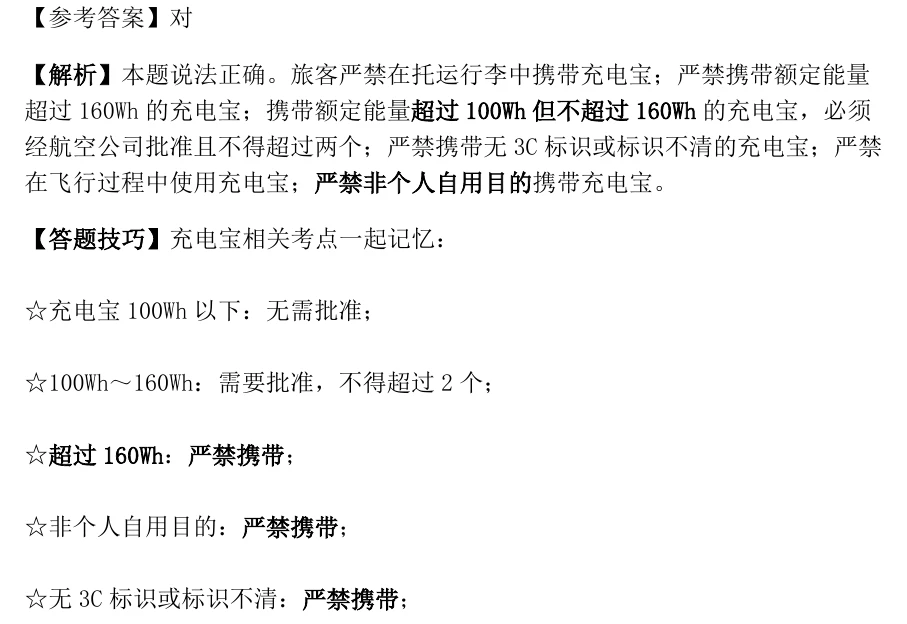 【参考答案】对
【解析】本题说法正确。旅客严禁在托运行李中携带充电宝；严禁携带额定能量
超过 160Wh 的充电宝；携带额定能量超过 100Wh 但不超过 160Wh 的充电宝，必须
经航空公司批准且不得超过两个；严禁携带无 3C 标识或标识不清的充电宝；严禁
在飞行过程中使用充电宝；严禁非个人自用目的携带充电宝。
【答题技巧】充电宝相关考点一起记忆：
☆充电宝 100Wh 以下：无需批准；
☆100Wh～160Wh：需要批准，不得超过 2 个；
☆超过 160Wh：严禁携带；
☆非个人自用目的：严禁携带；
☆无 3C 标识或标识不清：严禁携带；